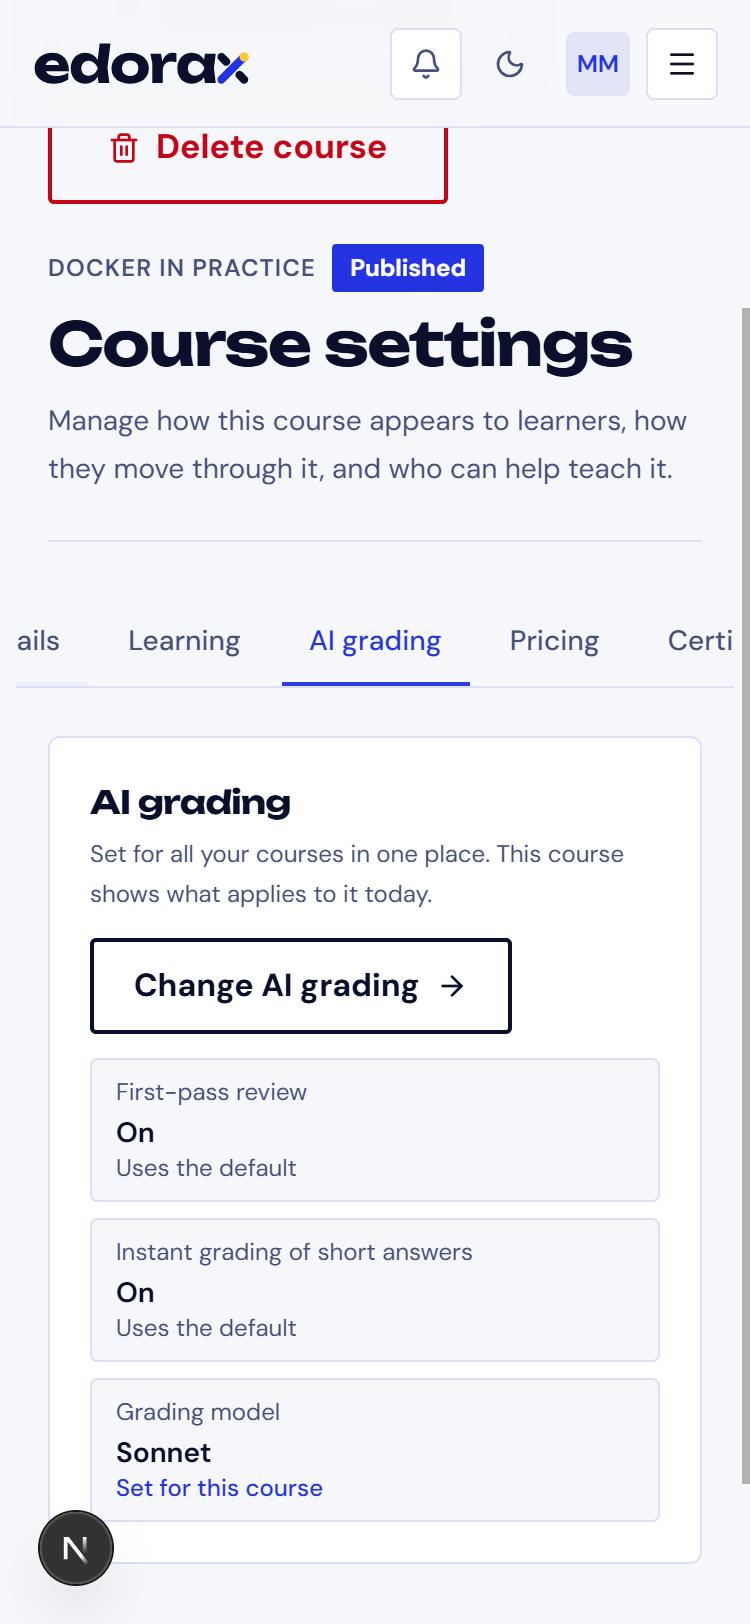 edorax
MM
Delete course
DOCKER IN PRACTICE Published
Course settings
Manage how this course appears to learners, how
they move through it, and who can help teach it.
ails Learning AI grading Pricing Certi
AI grading
Set for all your courses in one place. This course
shows what applies to it today.
Change AI grading →
First-pass review
On
Uses the default
Instant grading of short answers
On
Uses the default
Grading model
Sonnet
Set for this course
N